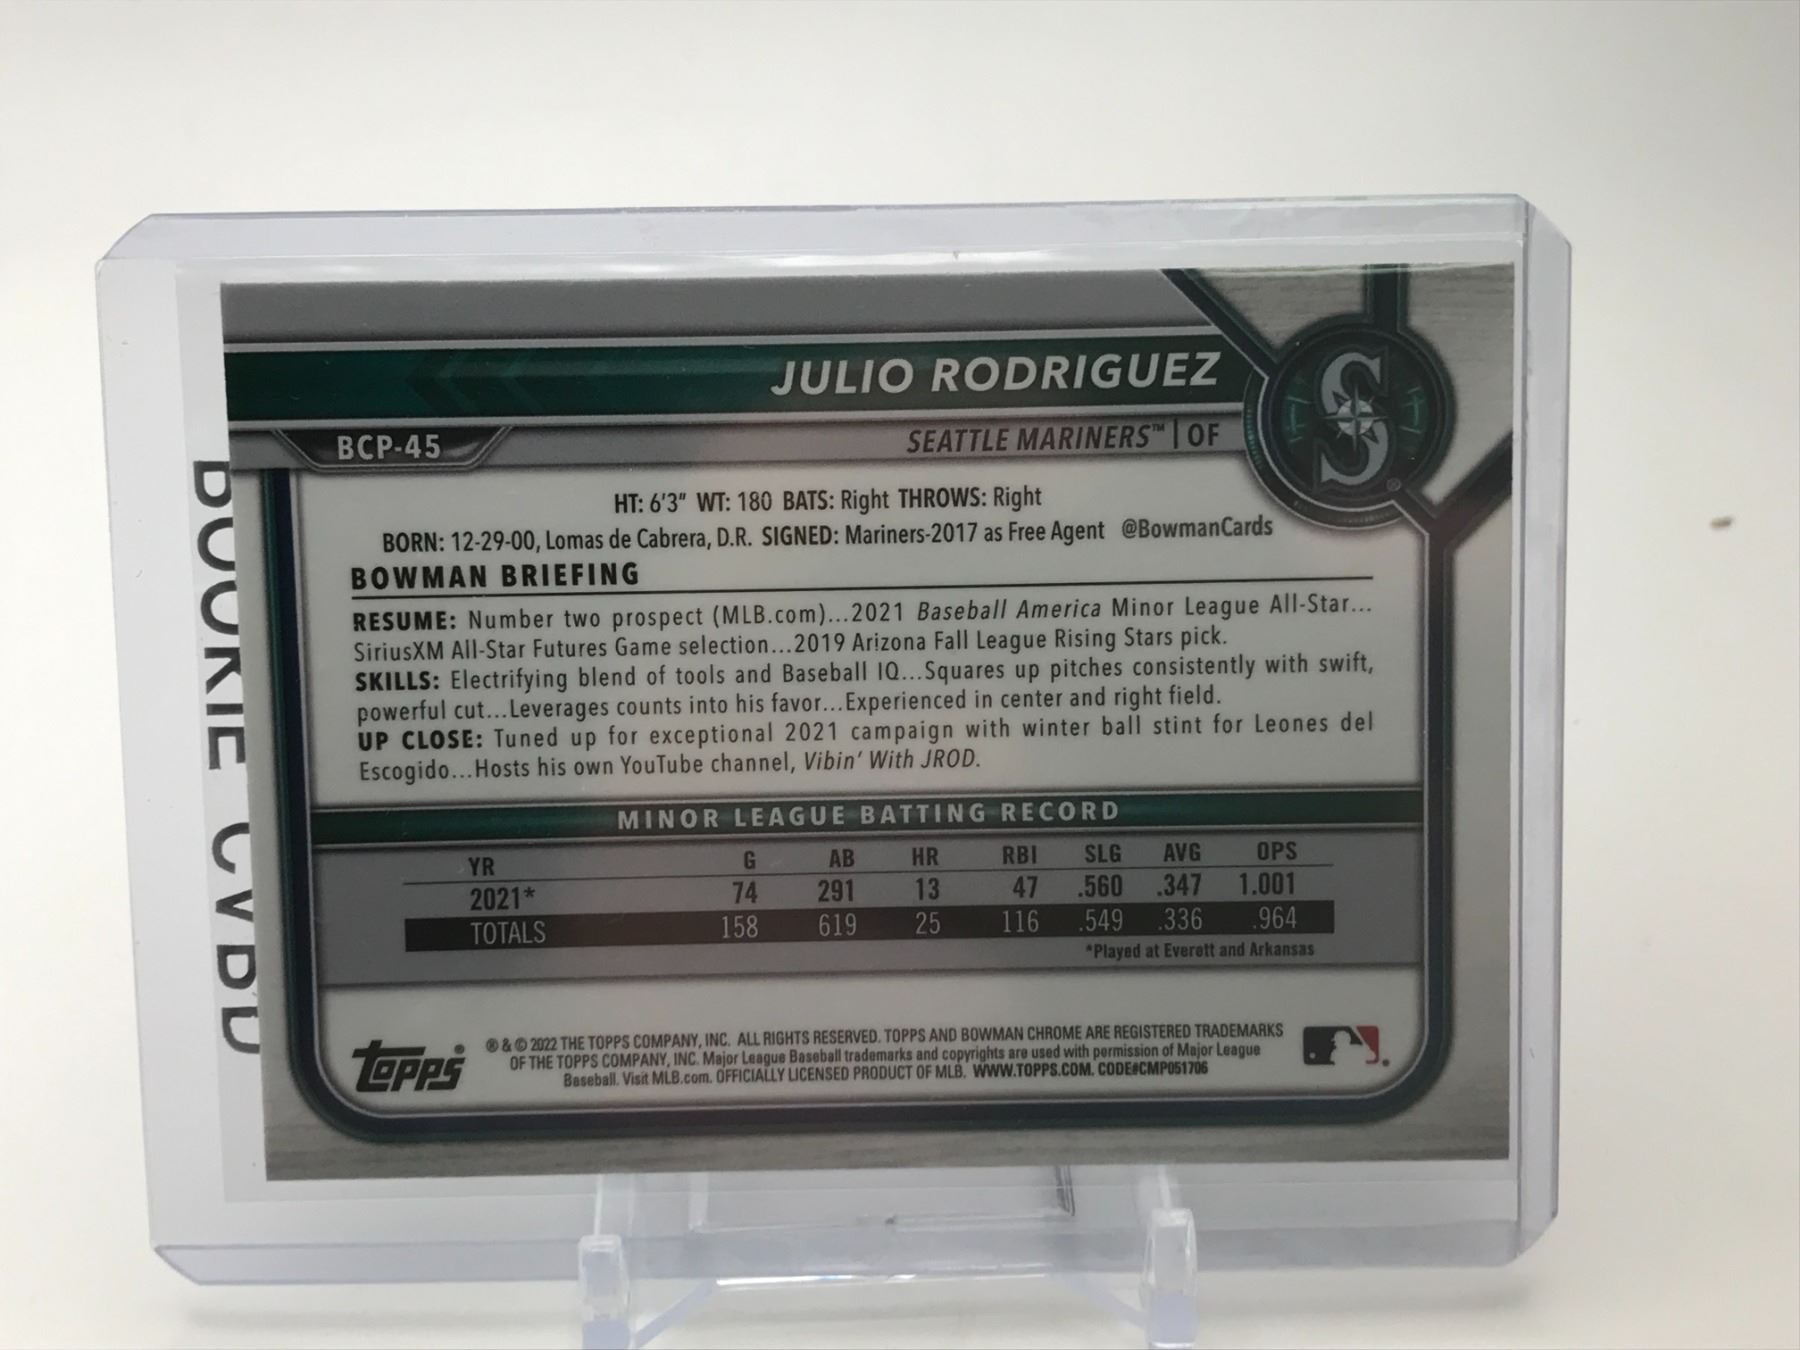 JULIO RODRIGUEZ
BCP-45
SEATTLE MARINERS™ | OF
S
HT: 6'3" WT: 180 BATS: Right THROWS: Right
BORN: 12-29-00, Lomas de Cabrera, D.R. SIGNED: Mariners-2017 as Free Agent @BowmanCards
BOWMAN BRIEFING
RESUME: Number two prospect (MLB.com)...2021 Baseball America Minor League All-Star...
SiriusXM All-Star Futures Game selection...2019 Arizona Fall League Rising Stars pick.
SKILLS: Electrifying blend of tools and Baseball IQ...Squares up pitches consistently with swift,
powerful cut...Leverages counts into his favor...Experienced in center and right field.
UP CLOSE: Tuned up for exceptional 2021 campaign with winter ball stint for Leones del
Escogido...Hosts his own YouTube channel, Vibin' With JROD.
MINOR LEAGUE BATTING RECORD
YR G AB HR RBI SLG AVG OPS
2021* 74 291 13 47 .560 .347 1.001
TOTALS 158 619 25 116 .549 .336 .964
*Played at Everett and Arkansas
Topps®
® & © 2022 THE TOPPS COMPANY, INC. ALL RIGHTS RESERVED. TOPPS AND BOWMAN CHROME ARE REGISTERED TRADEMARKS
OF THE TOPPS COMPANY, INC. Major League Baseball trademarks and copyrights are used with permission of Major League
Baseball. Visit MLB.com. OFFICIALLY LICENSED PRODUCT OF MLB. WWW.TOPPS.COM. CODE#CMP051706